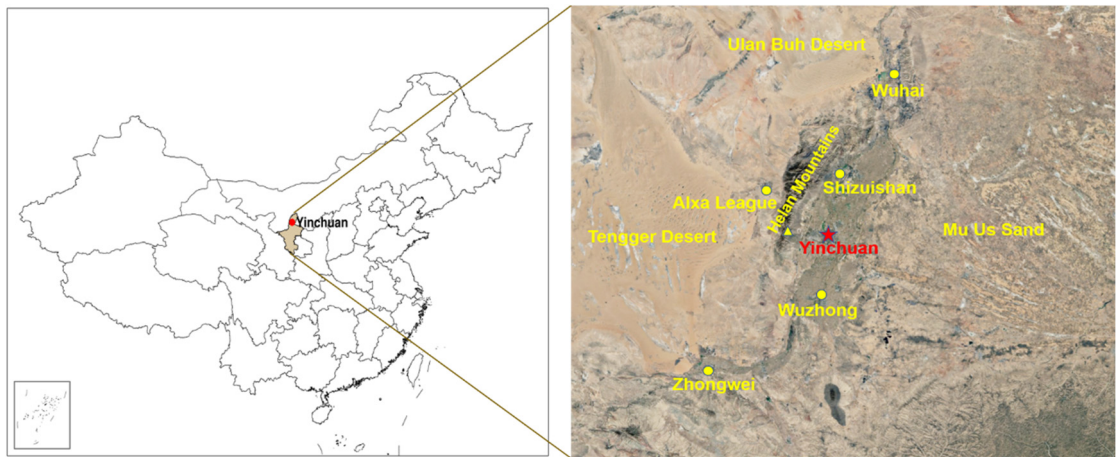 Yinchuan
Ulan Buh Desert
Wuhai
Helan Mountains
Shizuishan
Alxa League
Tengger Desert
Mu Us Sand
Yinchuan
Wuzhong
Zhongwei